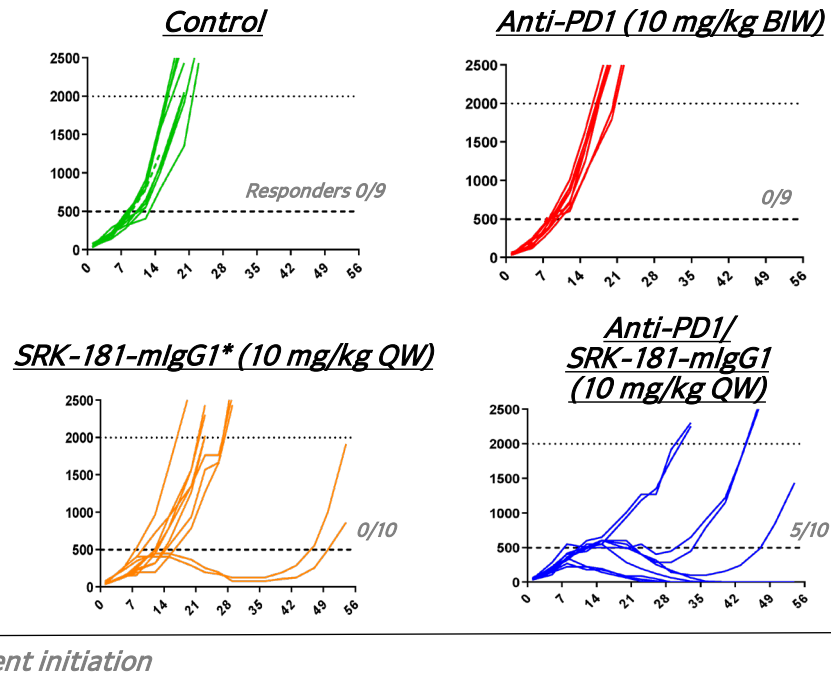 Control
2500
2000
1500
1000
500
0
Responders 0/9
0 7 14 21 28 35 42 49 56
Anti-PD1 (10 mg/kg BIW)
2500
2000
1500
1000
500
0
0/9
0 7 14 21 28 35 42 49 56
SRK-181-mIgG1* (10 mg/kg QW)
2500
2000
1500
1000
500
0
0/10
0 7 14 21 28 35 42 49 56
Anti-PD1/
SRK-181-mIgG1
(10 mg/kg QW)
2500
2000
1500
1000
500
0
5/10
0 7 14 21 28 35 42 49 56
ent initiation